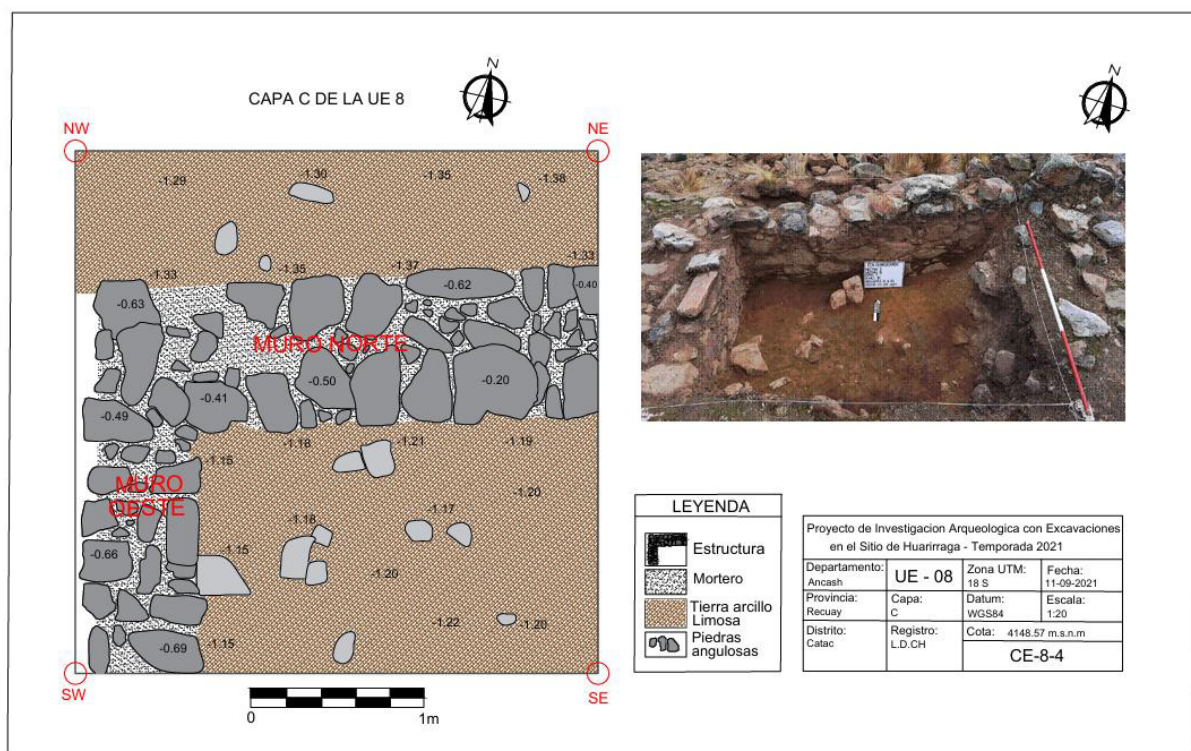 CAPA C DE LA UE 8
N
N
NW
NE
-1.29
-1.30
-1.35
-1.38
-1.33
-1.35
-1.37
-1.33
-0.63
-0.62
-0.40
MURO NORTE
-0.50
-0.20
-0.41
-0.49
-1.18
-1.21
-1.19
-1.15
MURO
OESTE
-1.20
-1.18
-1.17
-0.66
-1.15
-1.20
-1.22
-1.20
-0.69
-1.15
SW
SE
0
1m
LEYENDA
Estructura
Mortero
Tierra arcillo
Limosa
Piedras
angulosas
Proyecto de Investigacion Arqueologica con Excavaciones
en el Sitio de Huarirraga - Temporada 2021
Departamento:
Ancash
UE - 08
Zona UTM:
18 S
Fecha:
11-09-2021
Provincia:
Recuay
Capa:
C
Datum:
WGS84
Escala:
1:20
Distrito:
Catac
Registro:
L.D.CH
Cota: 4148.57 m.s.n.m
CE-8-4